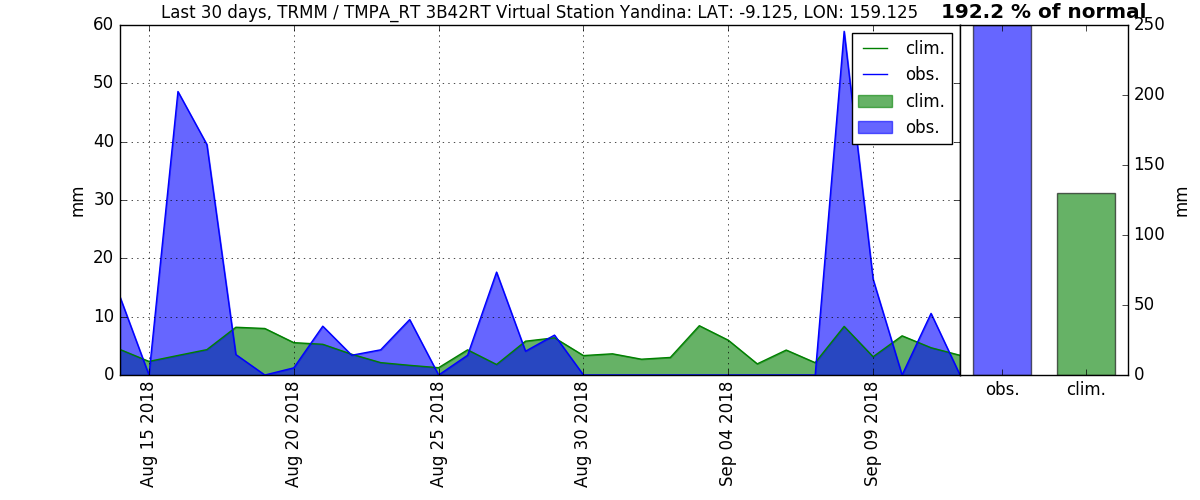 Last 30 days, TRMM / TMPA_RT 3B42RT Virtual Station Yandina: LAT: -9.125, LON: 159.125
192.2 % of normal
60
50
40
30
20
10
0
mm
clim.
obs.
clim.
obs.
250
200
150
100
50
0
mm
obs.
clim.
Aug 15 2018
Aug 20 2018
Aug 25 2018
Aug 30 2018
Sep 04 2018
Sep 09 2018